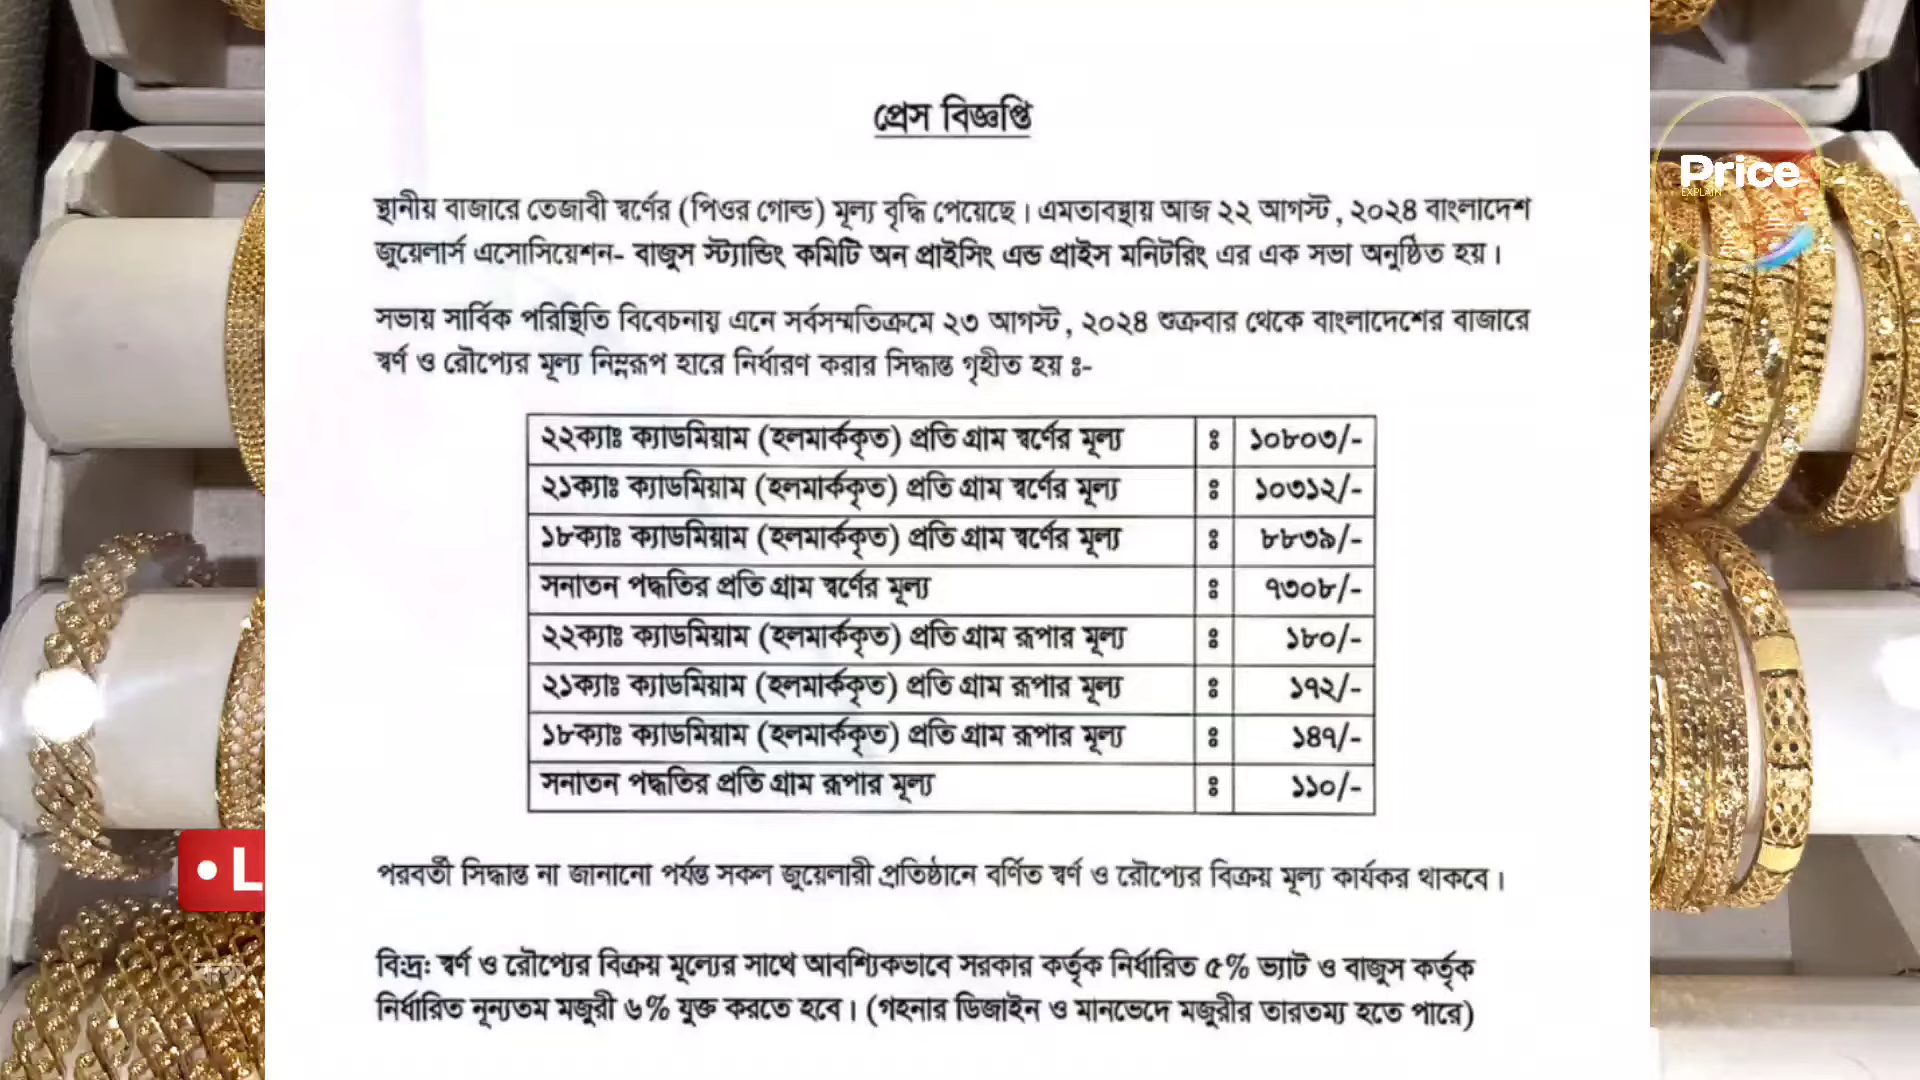 প্রেস বিজ্ঞপ্তি
স্থানীয় বাজারে তেজাবী স্বর্ণের (পিওর গোল্ড) মূল্য বৃদ্ধি পেয়েছে। এমতাবস্থায় আজ ২২ আগস্ট, ২০২৪ বাংলাদেশ
জুয়েলার্স এসোসিয়েশন- বাজুস স্ট্যান্ডিং কমিটি অন প্রাইসিং এন্ড প্রাইস মনিটরিং এর এক সভা অনুষ্ঠিত হয়।
সভায় সার্বিক পরিস্থিতি বিবেচনায় এনে সর্বসম্মতিক্রমে ২৩ আগস্ট, ২০২৪ শুক্রবার থেকে বাংলাদেশের বাজারে
স্বর্ণ ও রৌপ্যের মূল্য নিম্নরূপ হারে নির্ধারণ করার সিদ্ধান্ত গৃহীত হয় ঃ-
২২ক্যাঃ ক্যাডমিয়াম (হলমার্ককৃত) প্রতি গ্রাম স্বর্ণের মূল্য ঃ ১০৮০৩/-
২১ক্যাঃ ক্যাডমিয়াম (হলমার্ককৃত) প্রতি গ্রাম স্বর্ণের মূল্য ঃ ১০৩১২/-
১৮ক্যাঃ ক্যাডমিয়াম (হলমার্ককৃত) প্রতি গ্রাম স্বর্ণের মূল্য ঃ ৮৮৩৯/-
সনাতন পদ্ধতির প্রতি গ্রাম স্বর্ণের মূল্য ঃ ৭৩০৮/-
২২ক্যাঃ ক্যাডমিয়াম (হলমার্ককৃত) প্রতি গ্রাম রূপার মূল্য ঃ ১৮০/-
২১ক্যাঃ ক্যাডমিয়াম (হলমার্ককৃত) প্রতি গ্রাম রূপার মূল্য ঃ ১৭২/-
১৮ক্যাঃ ক্যাডমিয়াম (হলমার্ককৃত) প্রতি গ্রাম রূপার মূল্য ঃ ১৪৭/-
সনাতন পদ্ধতির প্রতি গ্রাম রূপার মূল্য ঃ ১১০/-
পরবর্তী সিদ্ধান্ত না জানানো পর্যন্ত সকল জুয়েলারী প্রতিষ্ঠানে বর্ণিত স্বর্ণ ও রৌপ্যের বিক্রয় মূল্য কার্যকর থাকবে।
বি:দ্র: স্বর্ণ ও রৌপ্যের বিক্রয় মূল্যের সাথে আবশ্যিকভাবে সরকার কর্তৃক নির্ধারিত ৫% ভ্যাট ও বাজুস কর্তৃক
নির্ধারিত নূন্যতম মজুরী ৬% যুক্ত করতে হবে। (গহনার ডিজাইন ও মানভেদে মজুরীর তারতম্য হতে পারে)
Price
EXPLAIN
• L